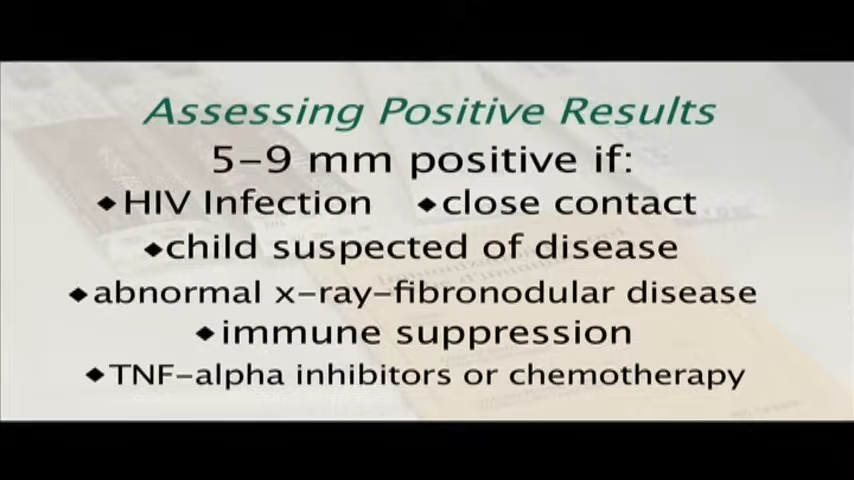 Assessing Positive Results
5–9 mm positive if:
◆HIV Infection ◆close contact
◆child suspected of disease
◆abnormal x–ray–fibronodular disease
◆immune suppression
◆TNF–alpha inhibitors or chemotherapy